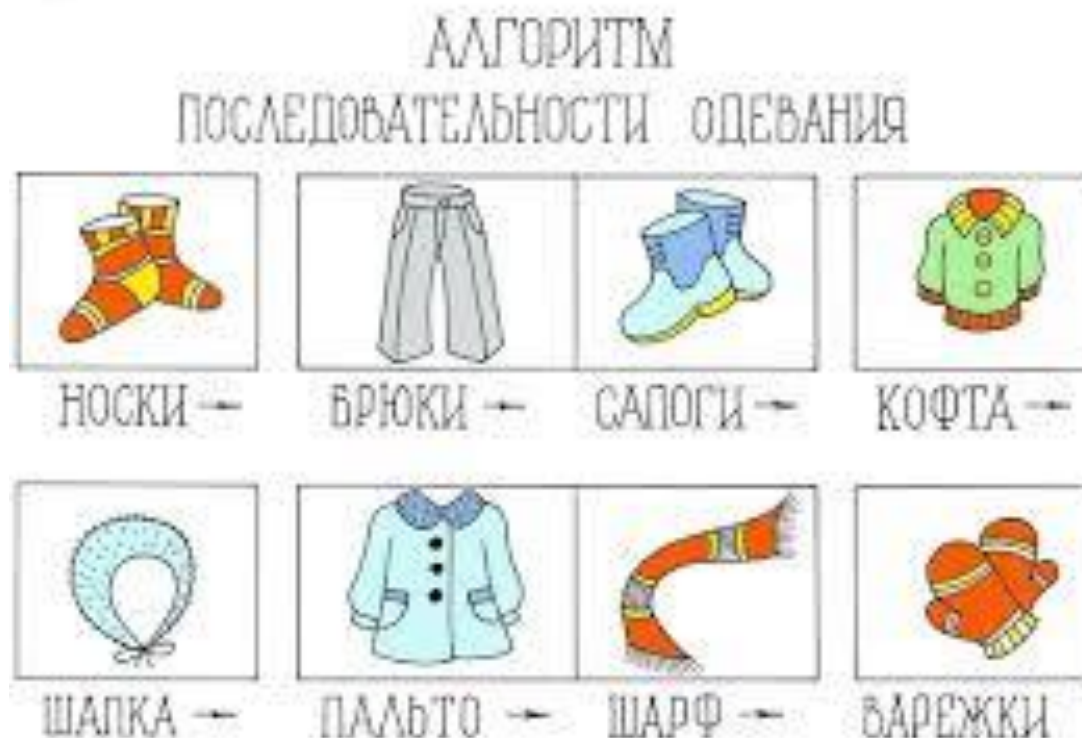 АЛГОРИТМ
ПОСЛЕДОВАТЕЛЬНОСТИ ОДЕВАНИЯ
НОСКИ → БРЮКИ → САПОГИ → КОФТА →
ШАПКА → ПАЛЬТО → ШАРФ → ВАРЕЖКИ